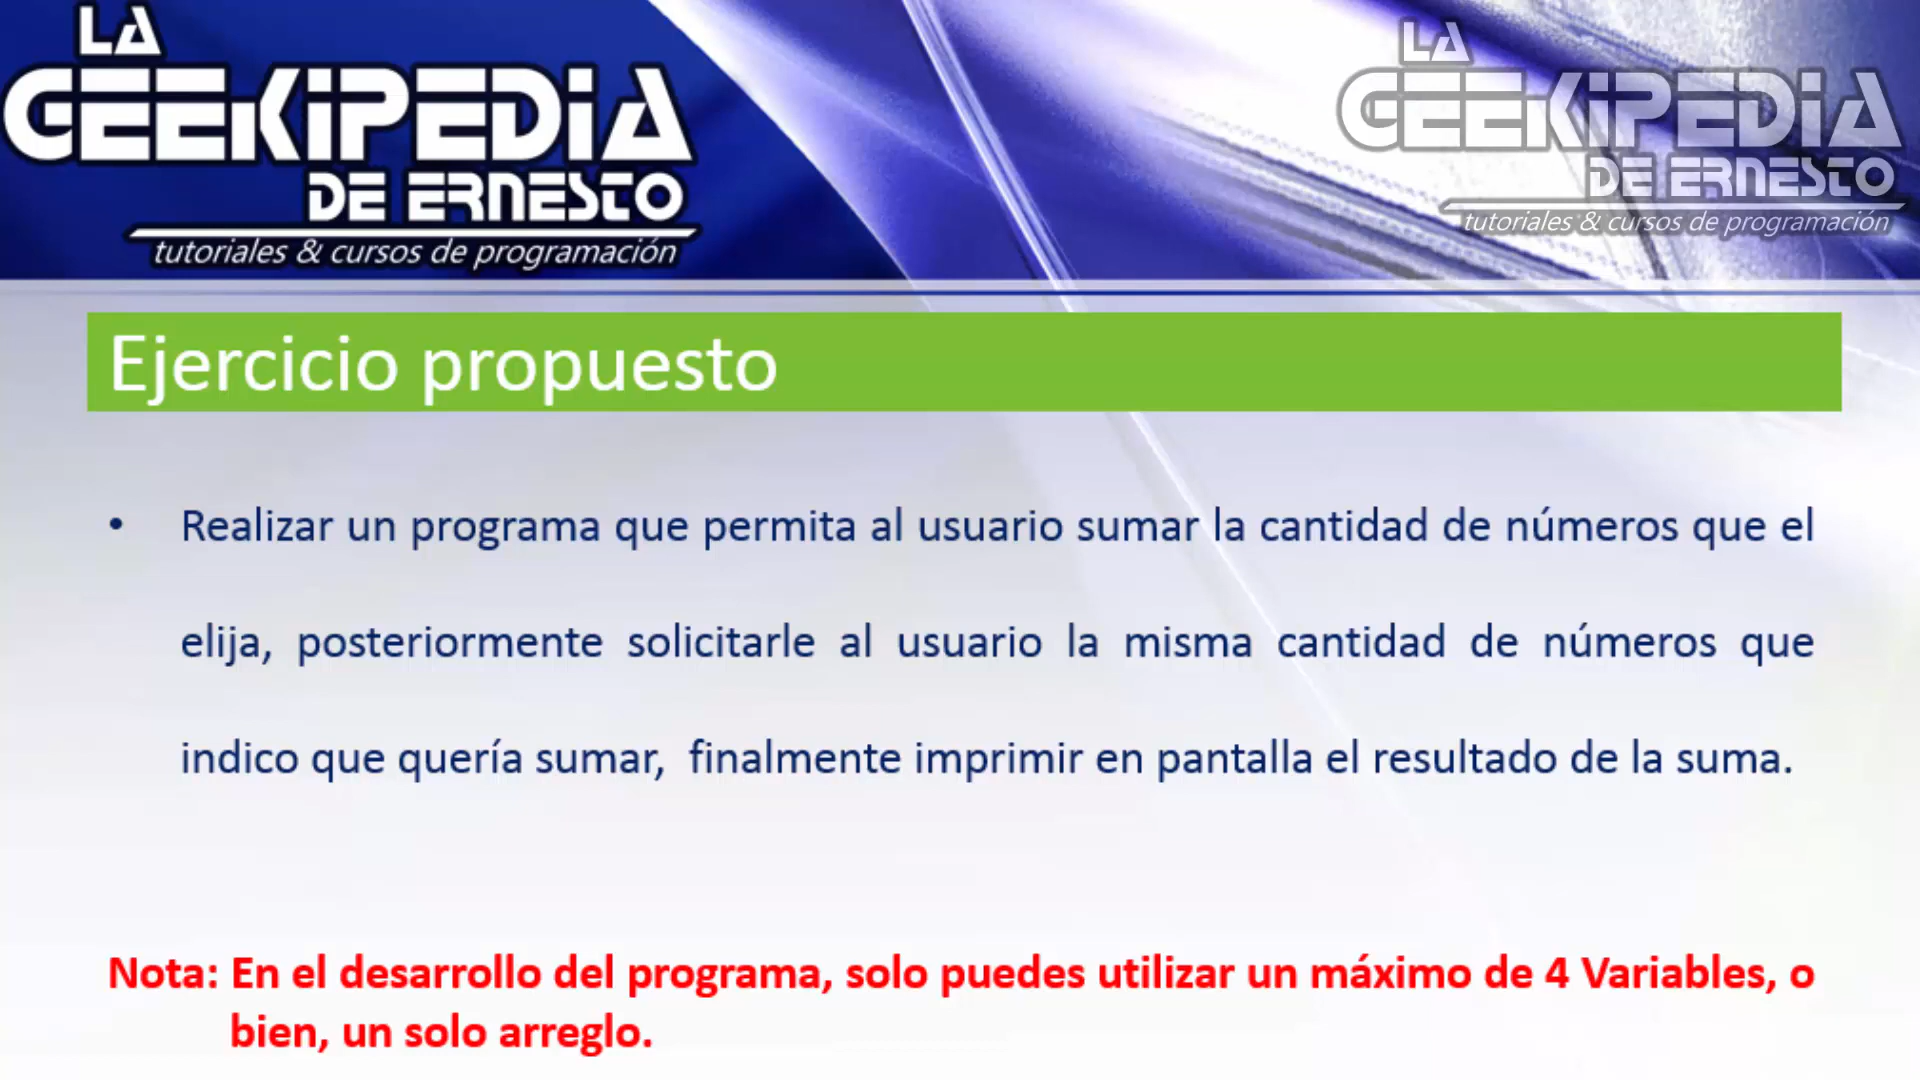 LA
GEEKIPEDIA
DE ERNESTO
tutoriales & cursos de programación
LA
GEEKIPEDIA
DE ERNESTO
tutoriales & cursos de programación
Ejercicio propuesto
• Realizar un programa que permita al usuario sumar la cantidad de números que el
elija, posteriormente solicitarle al usuario la misma cantidad de números que
indico que quería sumar, finalmente imprimir en pantalla el resultado de la suma.
Nota: En el desarrollo del programa, solo puedes utilizar un máximo de 4 Variables, o
bien, un solo arreglo.